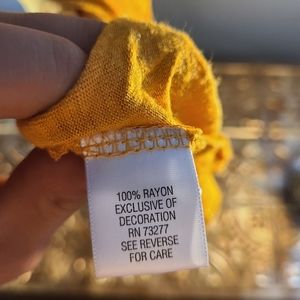 100% RAYON
EXCLUSIVE OF
DECORATION
RN 73277
SEE REVERSE
FOR CARE